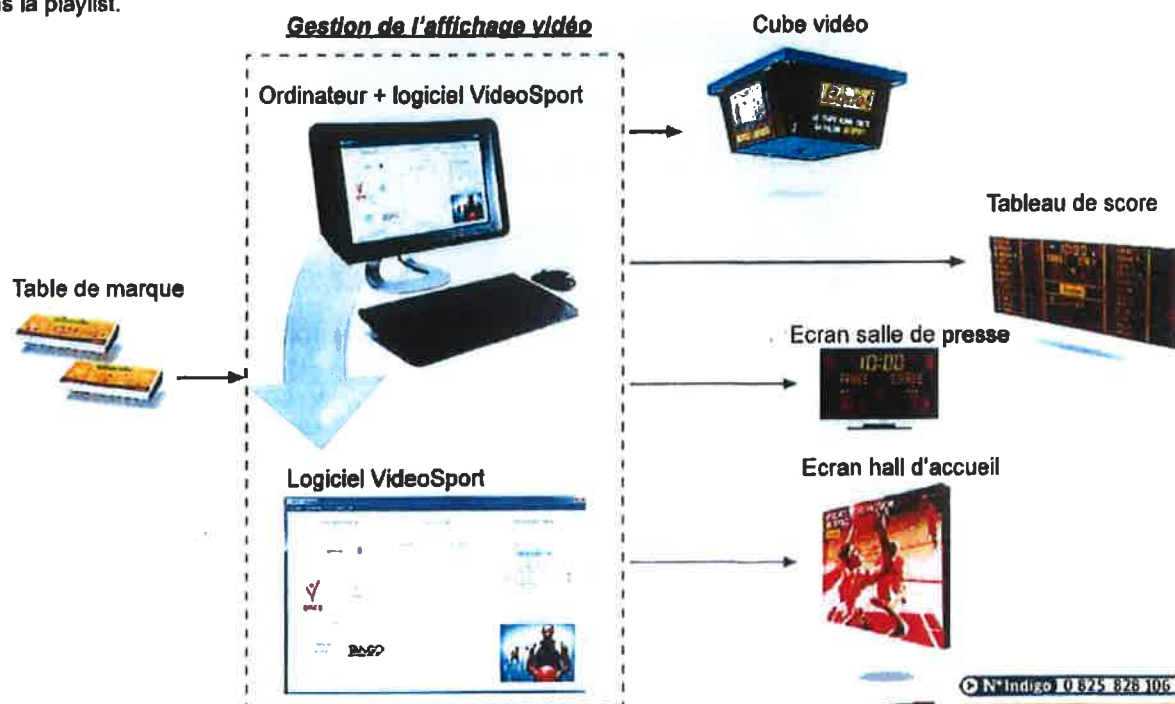 s la playlist.
Gestion de l'affichage vidéo
Cube vidéo
Ordinateur + logiciel VideoSport
Tableau de score
Table de marque
Ecran salle de presse
10:00
Ecran hall d'accueil
Logiciel VideoSport
N°Indigo 0 825 828 106